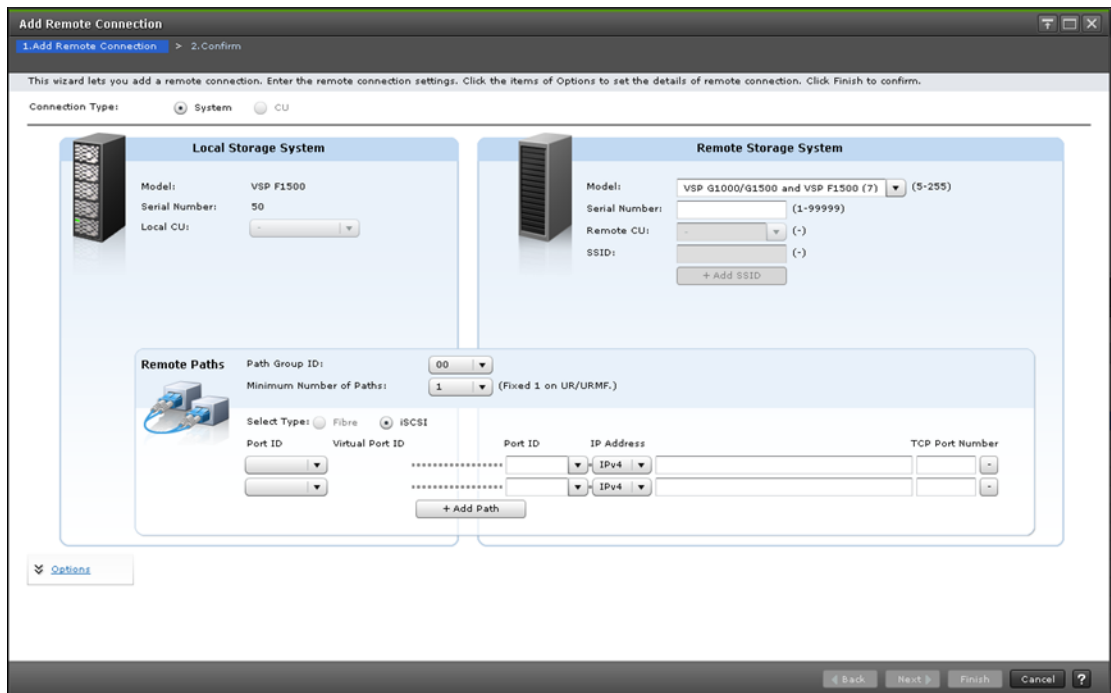 Add Remote Connection
1.Add Remote Connection > 2.Confirm
This wizard lets you add a remote connection. Enter the remote connection settings. Click the items of Options to set the details of remote connection. Click Finish to confirm.
Connection Type: System CU
Local Storage System
Model: VSP F1500
Serial Number: 50
Local CU: -
Remote Storage System
Model: VSP G1000/G1500 and VSP F1500 (7) (5-255)
Serial Number: (1-99999)
Remote CU: - (-)
SSID: (-)
+ Add SSID
Remote Paths
Path Group ID: 00
Minimum Number of Paths: 1 (Fixed 1 on UR/URMF.)
Select Type: Fibre iSCSI
Port ID Virtual Port ID Port ID IP Address TCP Port Number
IPv4 -
IPv4 -
+ Add Path
Options
Back Next Finish Cancel ?